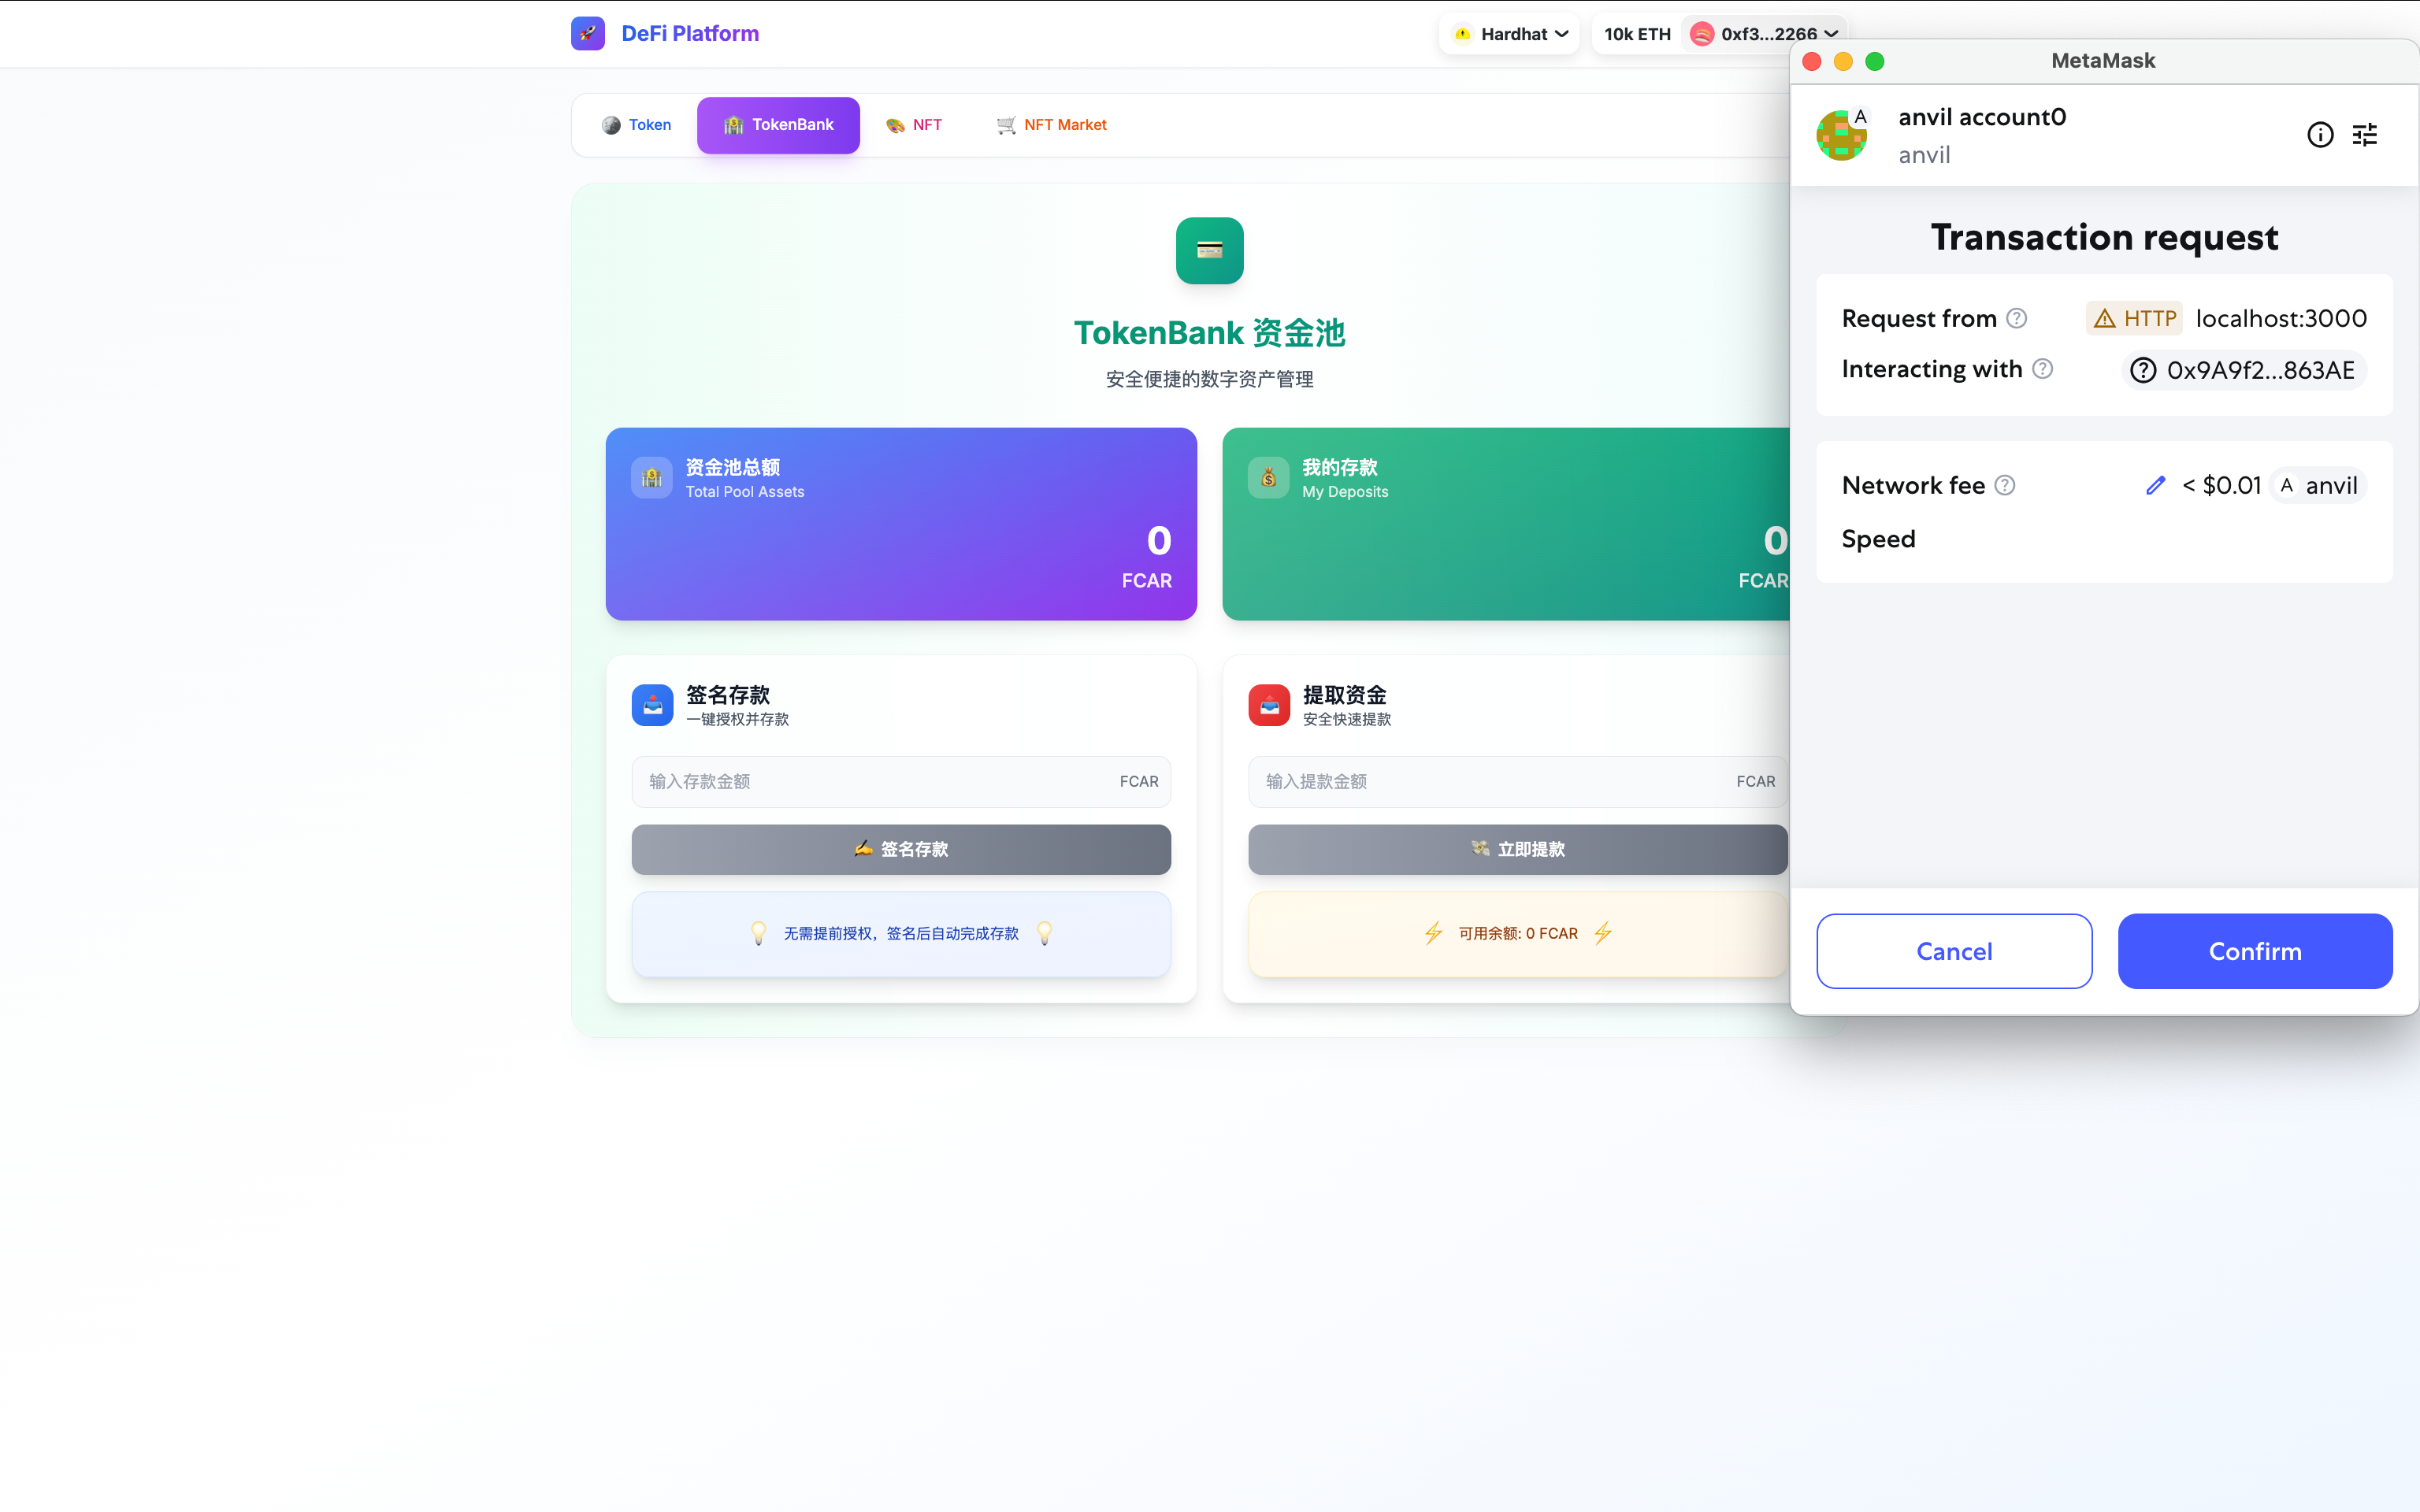 DeFi Platform
Hardhat
10k ETH
0xf3...2266
Token
TokenBank
NFT
NFT Market
TokenBank 资金池
安全便捷的数字资产管理
资金池总额
Total Pool Assets
0
FCAR
我的存款
My Deposits
0
FCAR
签名存款
一键授权并存款
输入存款金额
FCAR
签名存款
无需提前授权，签名后自动完成存款
提取资金
安全快速提款
输入提款金额
FCAR
立即提款
可用余额: 0 FCAR
MetaMask
A
anvil account0
anvil
Transaction request
Request from
HTTP localhost:3000
Interacting with
0x9A9f2...863AE
Network fee
< $0.01 A anvil
Speed
Cancel
Confirm